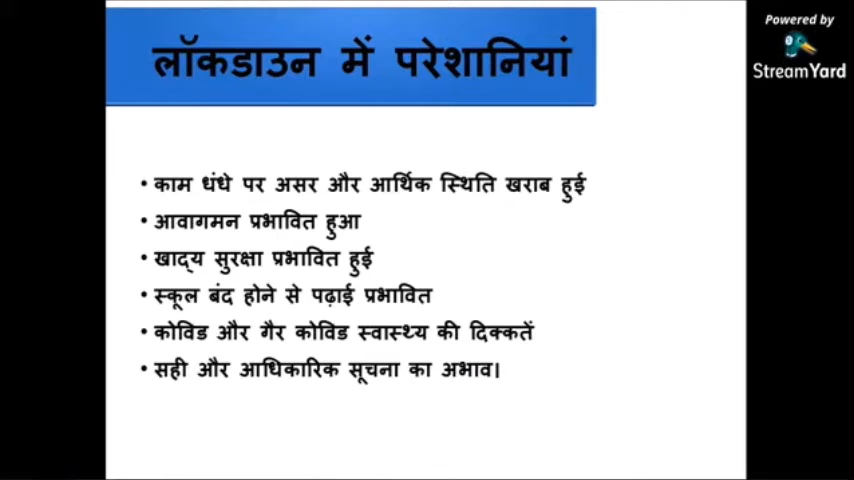 Powered by
StreamYard
लॉकडाउन में परेशानियां
• काम धंधे पर असर और आर्थिक स्थिति खराब हुई
• आवागमन प्रभावित हुआ
• खाद्य सुरक्षा प्रभावित हुई
• स्कूल बंद होने से पढ़ाई प्रभावित
• कोविड और गैर कोविड स्वास्थ्य की दिक्कतें
• सही और आधिकारिक सूचना का अभाव।